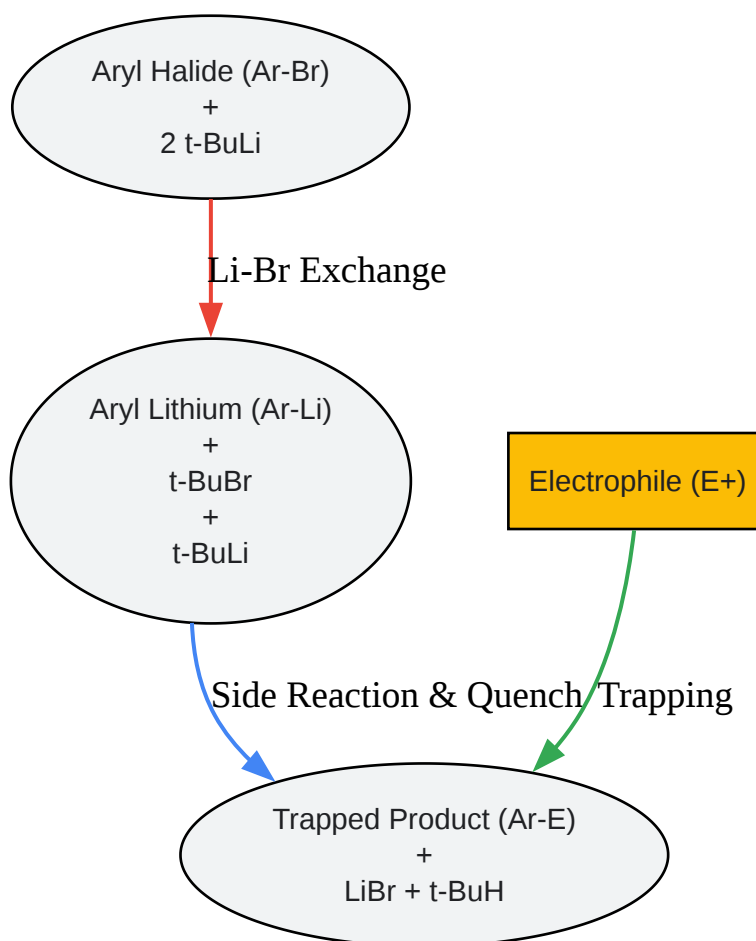 Aryl Halide (Ar-Br)
+
2 t-BuLi
Li-Br Exchange
Aryl Lithium (Ar-Li)
+
t-BuBr
+
t-BuLi
Electrophile (E+)
Side Reaction & Quench
Trapping
Trapped Product (Ar-E)
+
LiBr + t-BuH